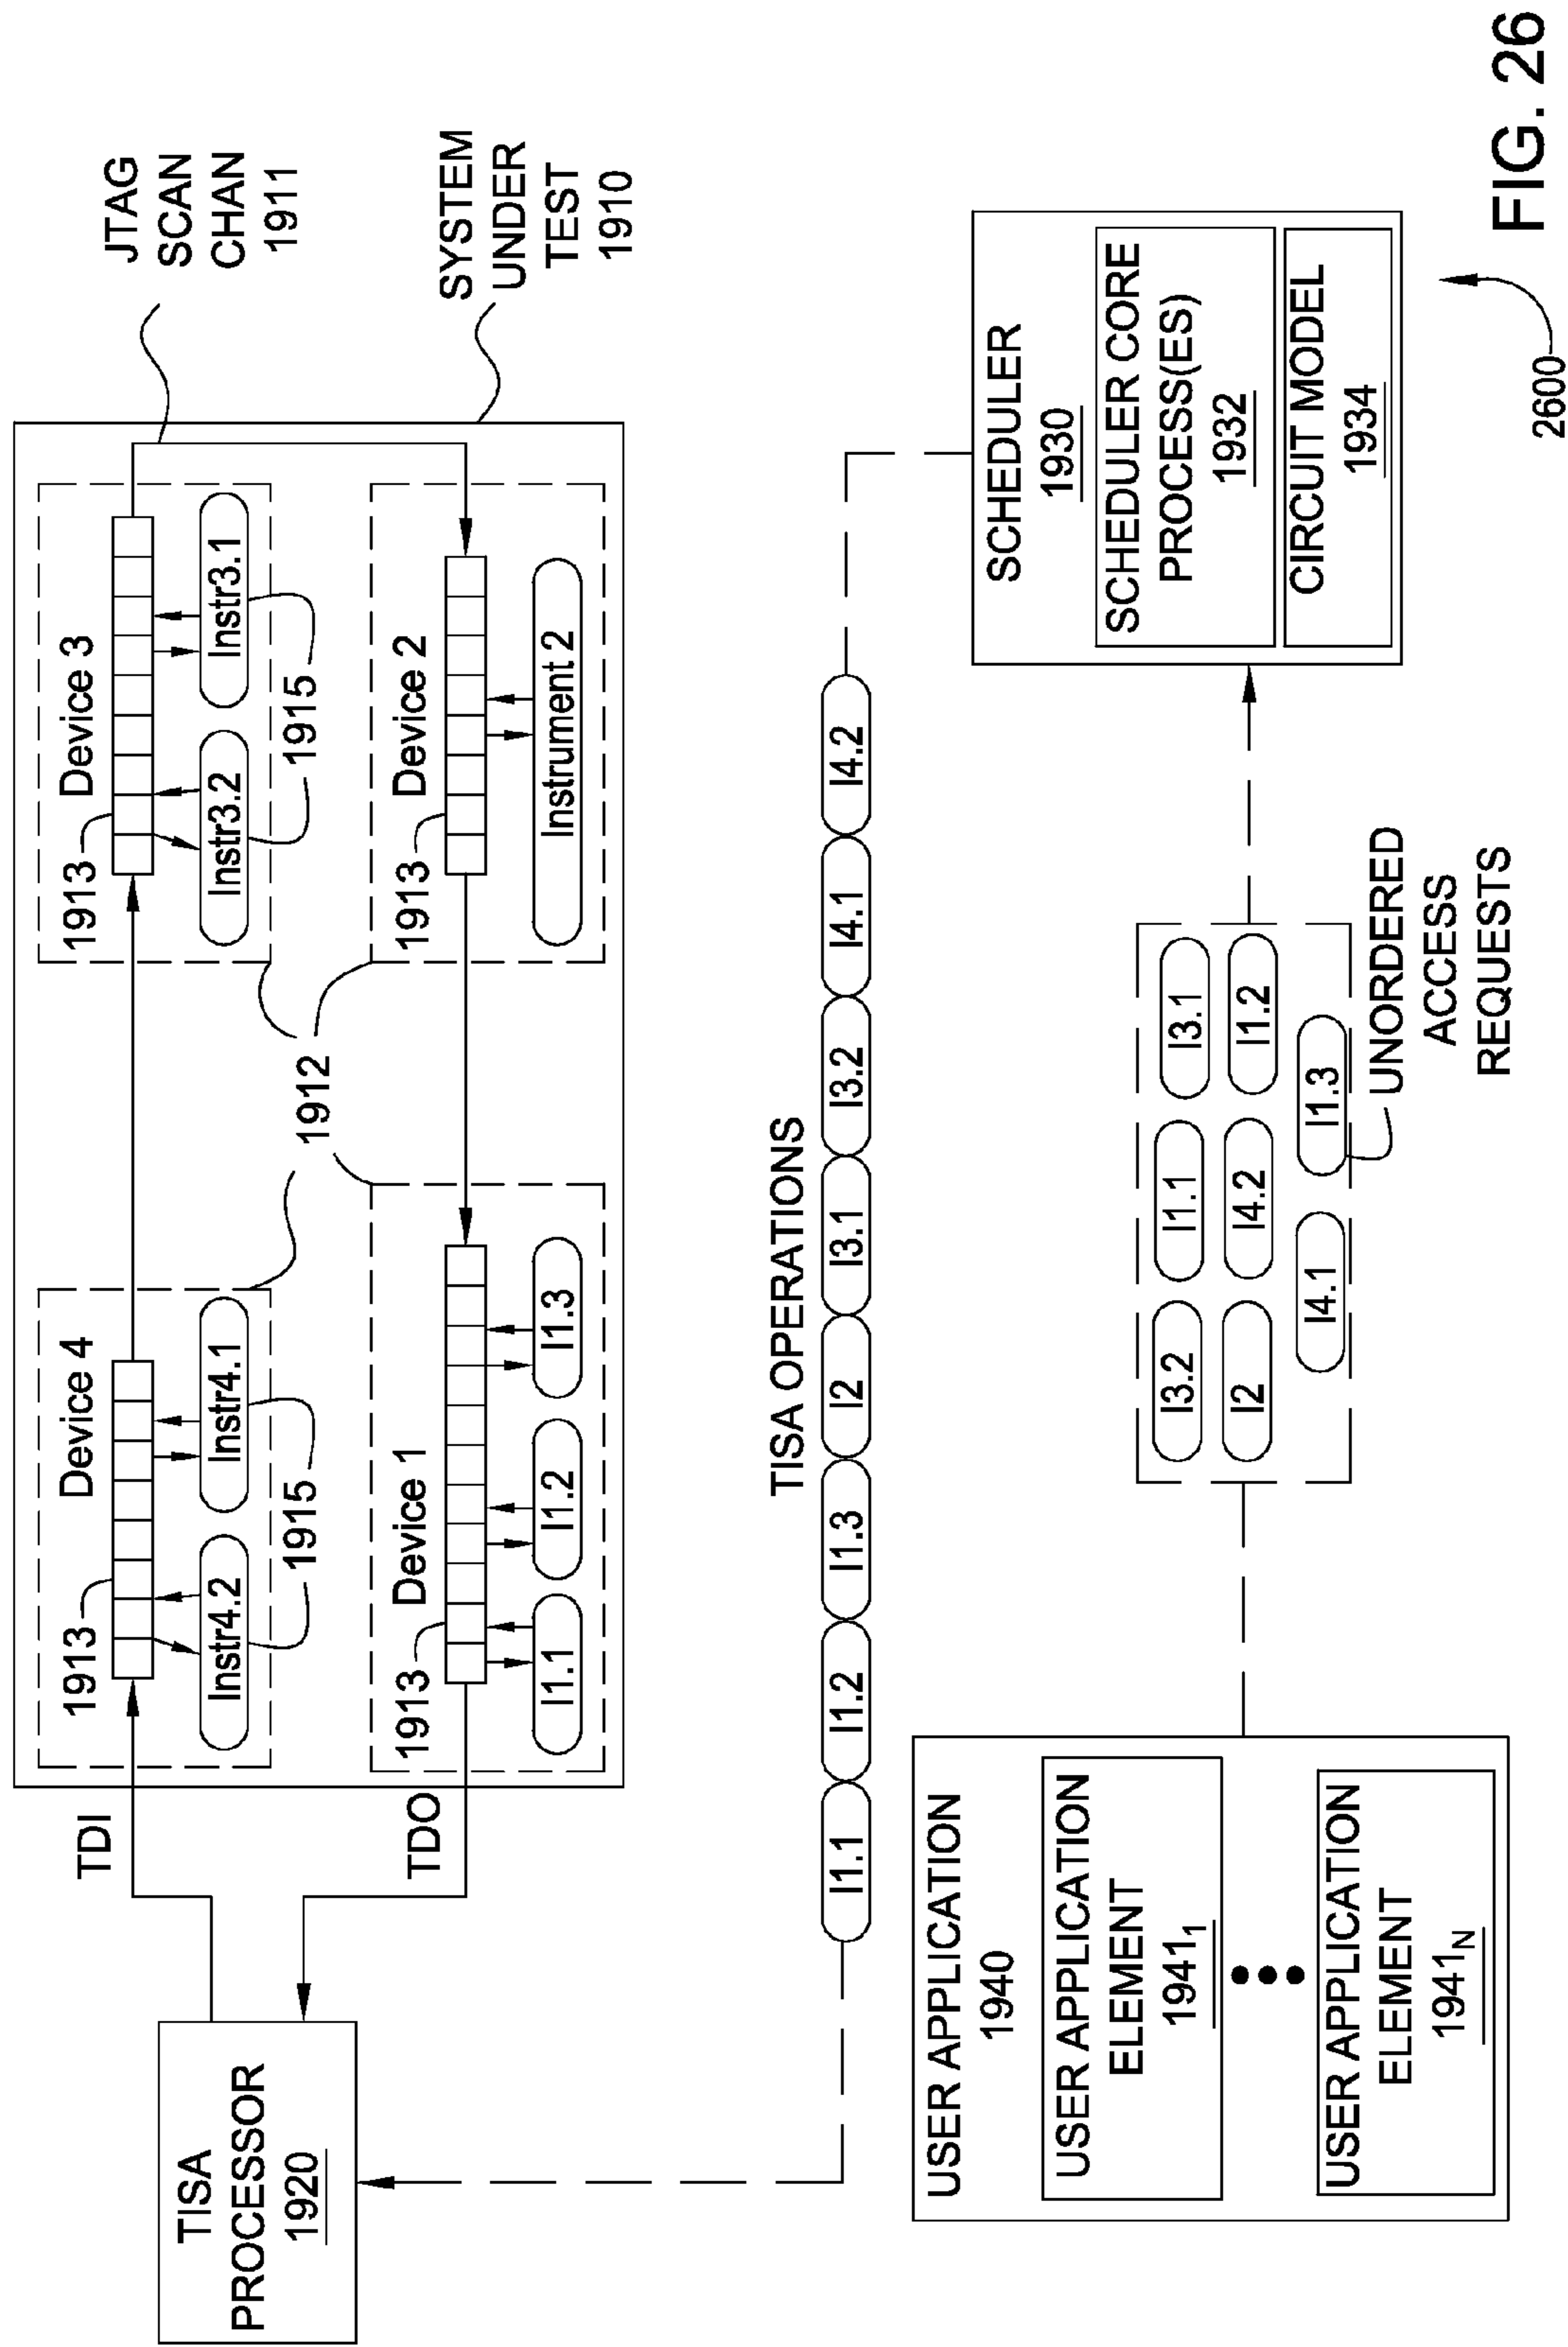 JTAG
SCAN
CHAN
1911
SYSTEM
UNDER
TEST
1910
Device 4
1913
Instr4.2
Instr4.1
1915
Device 3
1913
Instr3.2
Instr3.1
1915
1912
Device 1
1913
I1.1
I1.2
I1.3
Device 2
1913
Instrument 2
TDI
TDO
TISA
PROCESSOR
1920
TISA OPERATIONS
I1.1
I1.2
I1.3
I2
I3.1
I3.2
I4.1
I4.2
USER APPLICATION
1940
USER APPLICATION
ELEMENT
1941₁
USER APPLICATION
ELEMENT
1941N
I3.2
I1.1
I3.1
I2
I4.2
I1.2
I4.1
I1.3
UNORDERED
ACCESS
REQUESTS
SCHEDULER
1930
SCHEDULER CORE
PROCESS(ES)
1932
CIRCUIT MODEL
1934
2600
FIG. 26